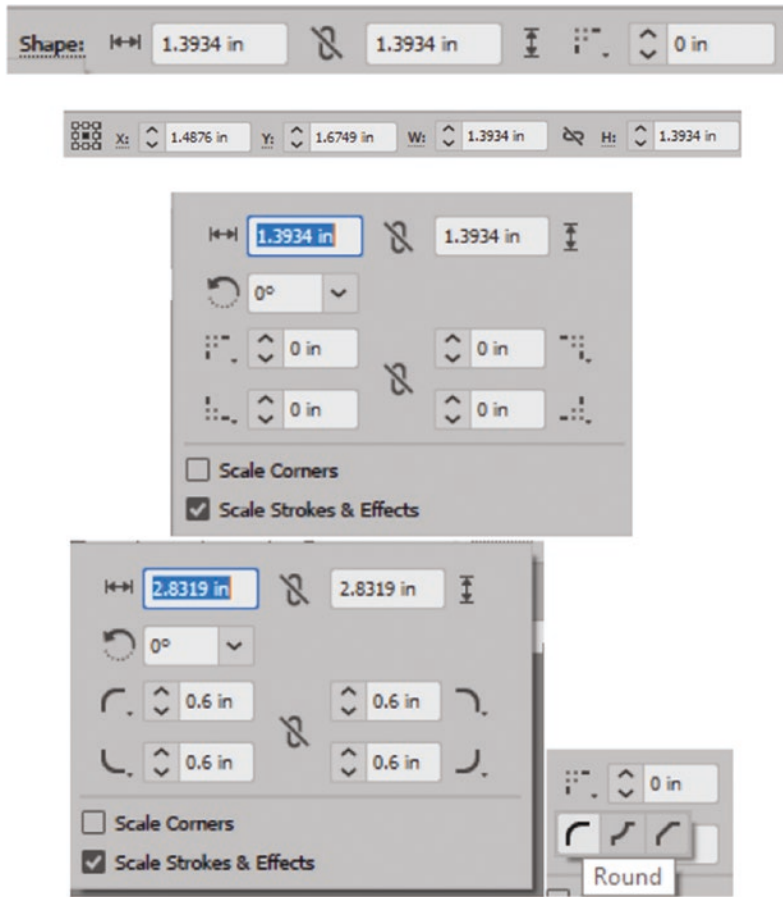 Shape: 1.3934 in 1.3934 in 0 in
X: 1.4876 in Y: 1.6749 in W: 1.3934 in H: 1.3934 in
1.3934 in 1.3934 in
0°
0 in 0 in
0 in 0 in
Scale Corners
Scale Strokes & Effects
2.8319 in 2.8319 in
0°
0.6 in 0.6 in
0.6 in 0.6 in
Scale Corners
Scale Strokes & Effects
0 in
Round